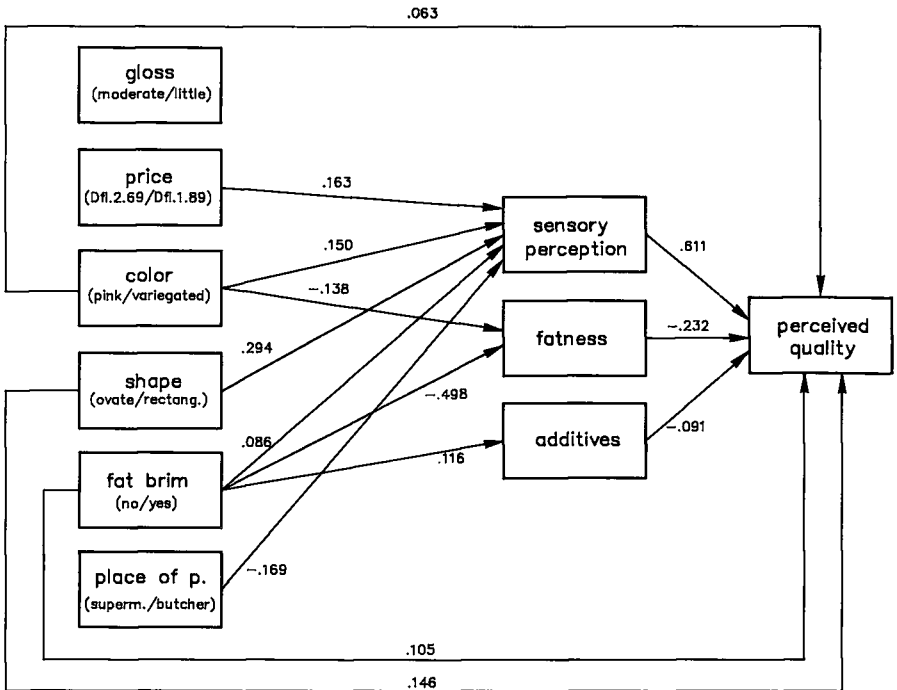 .063
gloss
(moderate/little)
price
(Dfl.2.69/Dfl.1.89)
.163
sensory
perception
.150
color
(pink/variegated)
-.138
.611
fatness
-.232
perceived
quality
.294
shape
(ovate/rectang.)
-.498
additives
-.091
.086
.116
fat brim
(no/yes)
place of p.
(superm./butcher)
-.169
.105
.146